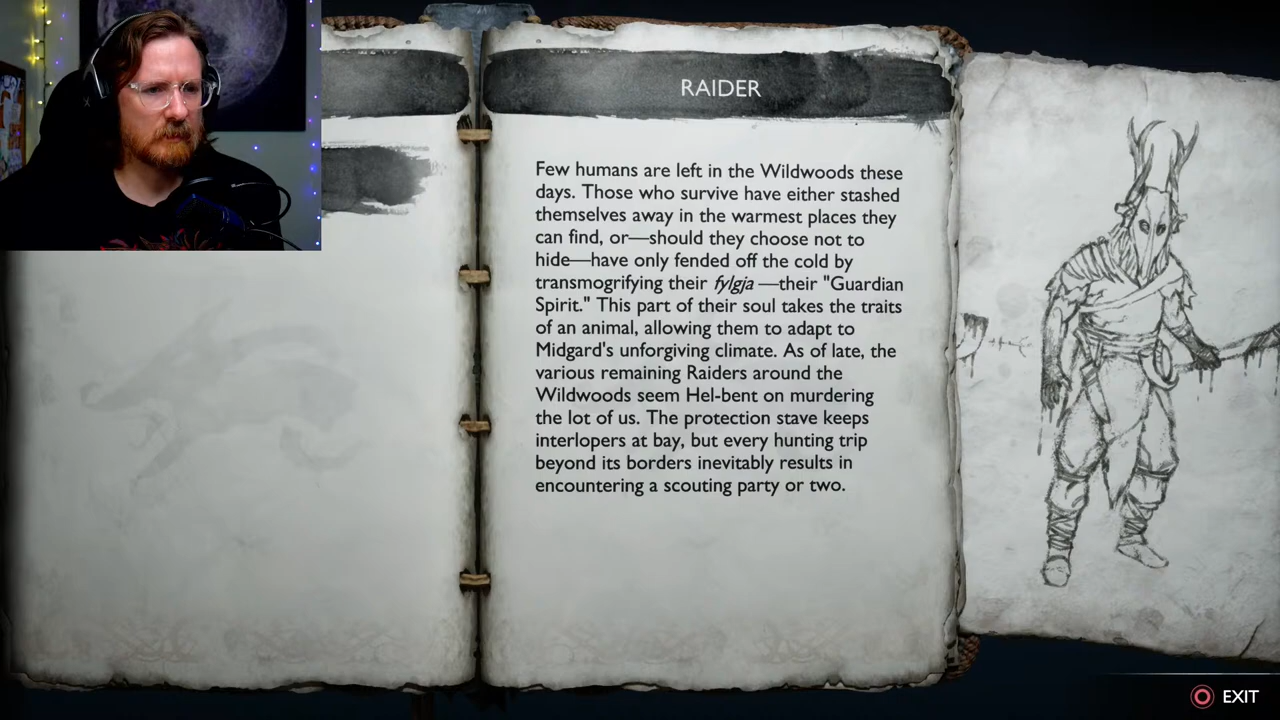 RAIDER
Few humans are left in the Wildwoods these
days. Those who survive have either stashed
themselves away in the warmest places they
can find, or—should they choose not to
hide—have only fended off the cold by
transmogrifying their fylgja —their "Guardian
Spirit." This part of their soul takes the traits
of an animal, allowing them to adapt to
Midgard's unforgiving climate. As of late, the
various remaining Raiders around the
Wildwoods seem Hel-bent on murdering
the lot of us. The protection stave keeps
interlopers at bay, but every hunting trip
beyond its borders inevitably results in
encountering a scouting party or two.
EXIT